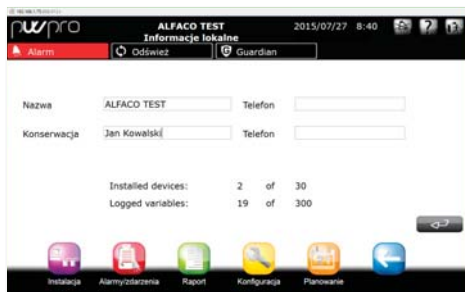 pWpro ALFACO TEST 2015/07/27 8:40 ?
Informacje lokalne
Alarm Odśwież Guardian
Nazwa ALFACO TEST Telefon
Konserwacja Jan Kowalski Telefon
Installed devices: 2 of 30
Logged variables: 19 of 300
Instalacja Alarmy/zdarzenia Raport Konfiguracja Planowanie